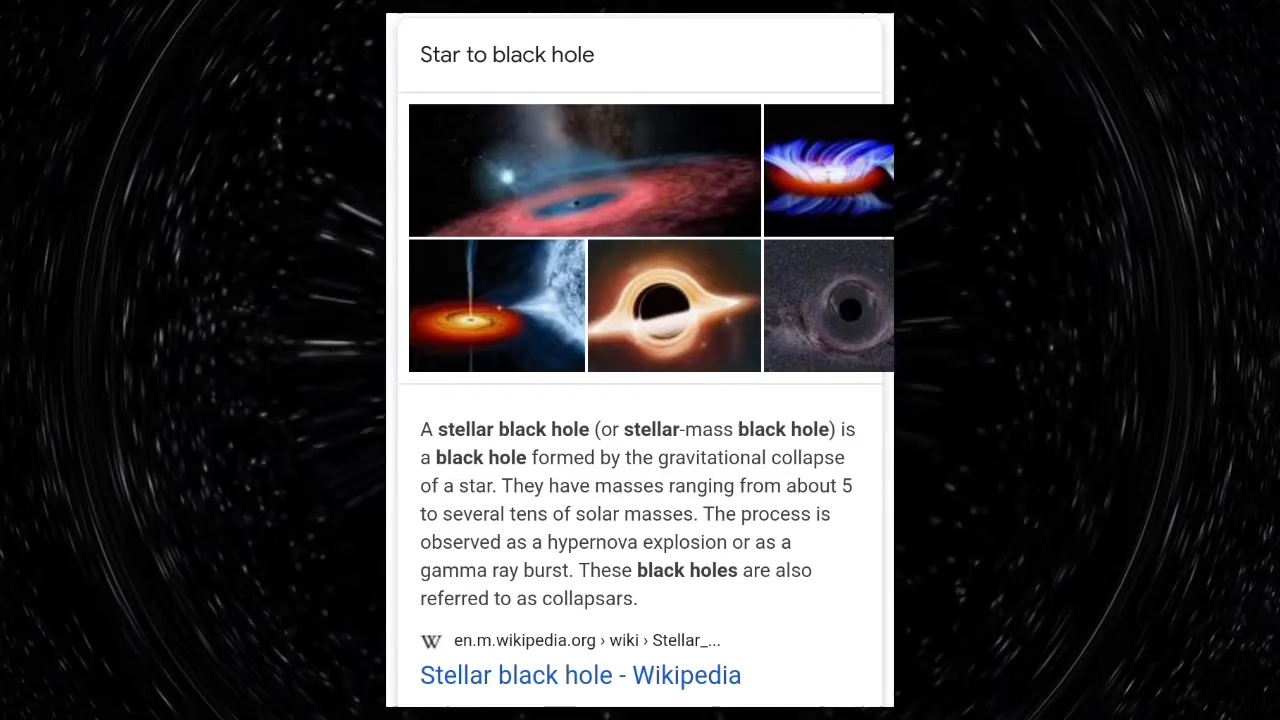 Star to black hole
A stellar black hole (or stellar-mass black hole) is
a black hole formed by the gravitational collapse
of a star. They have masses ranging from about 5
to several tens of solar masses. The process is
observed as a hypernova explosion or as a
gamma ray burst. These black holes are also
referred to as collapsars.
W en.m.wikipedia.org › wiki › Stellar_...
Stellar black hole - Wikipedia